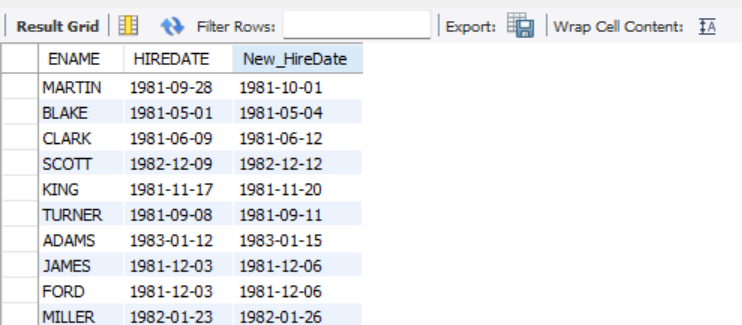 Result Grid Filter Rows: Export: Wrap Cell Content: IA
ENAME HIREDATE New_HireDate
MARTIN 1981-09-28 1981-10-01
BLAKE 1981-05-01 1981-05-04
CLARK 1981-06-09 1981-06-12
SCOTT 1982-12-09 1982-12-12
KING 1981-11-17 1981-11-20
TURNER 1981-09-08 1981-09-11
ADAMS 1983-01-12 1983-01-15
JAMES 1981-12-03 1981-12-06
FORD 1981-12-03 1981-12-06
MILLER 1982-01-23 1982-01-26